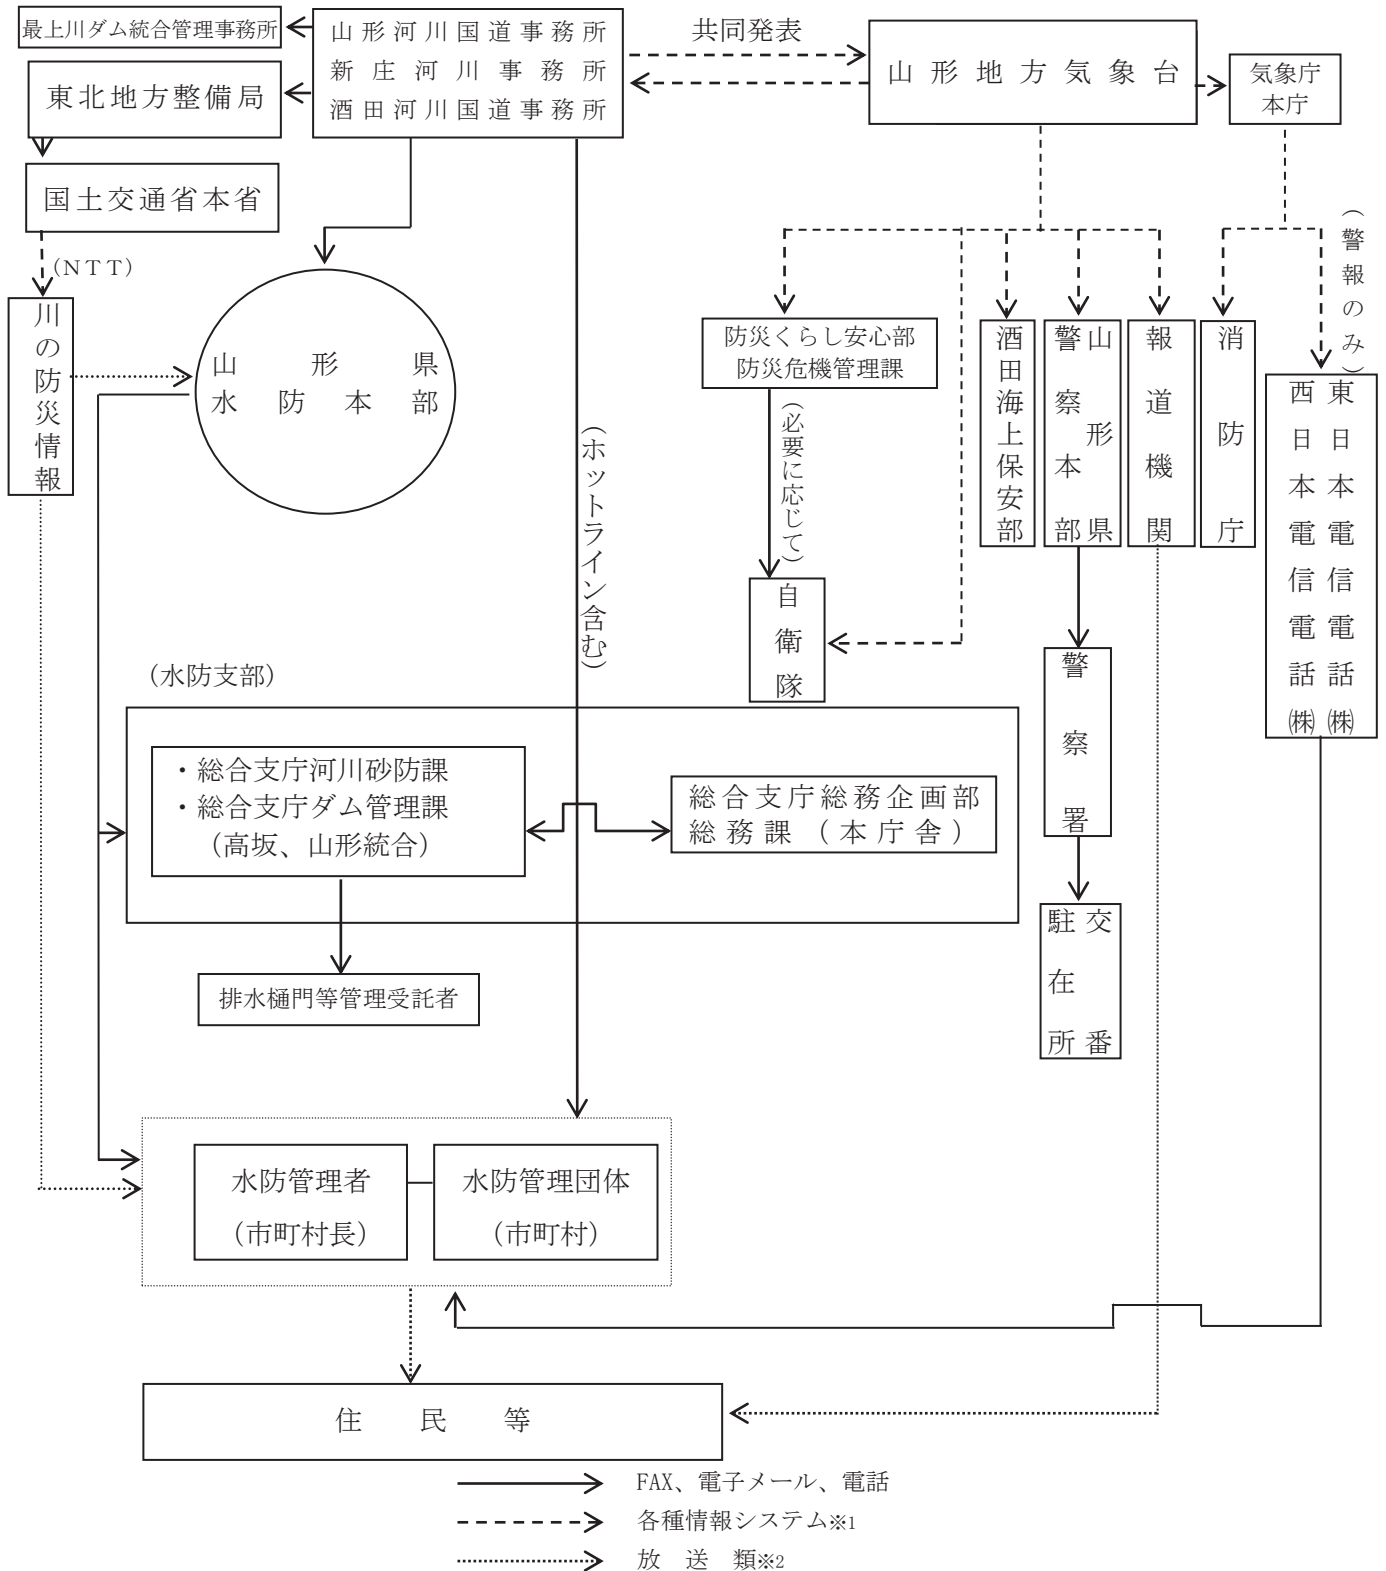 最上川ダム統合管理事務所
山形河川国道事務所
新庄河川事務所
酒田河川国道事務所
共同発表
山形地方気象台
気象庁
本庁
東北地方整備局
国土交通省本省
（NTT）
川の防災情報
山形県
水防本部
（ホットライン含む）
防災くらし安心部
防災危機管理課
（必要に応じて）
自衛隊
酒田海上保安部
山形県
警察本部
報道機関
消防庁
（警報のみ）
東日本電信電話㈱
西日本電信電話㈱
警察署
交番
駐在所
（水防支部）
・総合支庁河川砂防課
・総合支庁ダム管理課
（高坂、山形統合）
総合支庁総務企画部
総務課（本庁舎）
排水樋門等管理受託者
水防管理者
（市町村長）
水防管理団体
（市町村）
住民等
FAX、電子メール、電話
各種情報システム※1
放送類※2